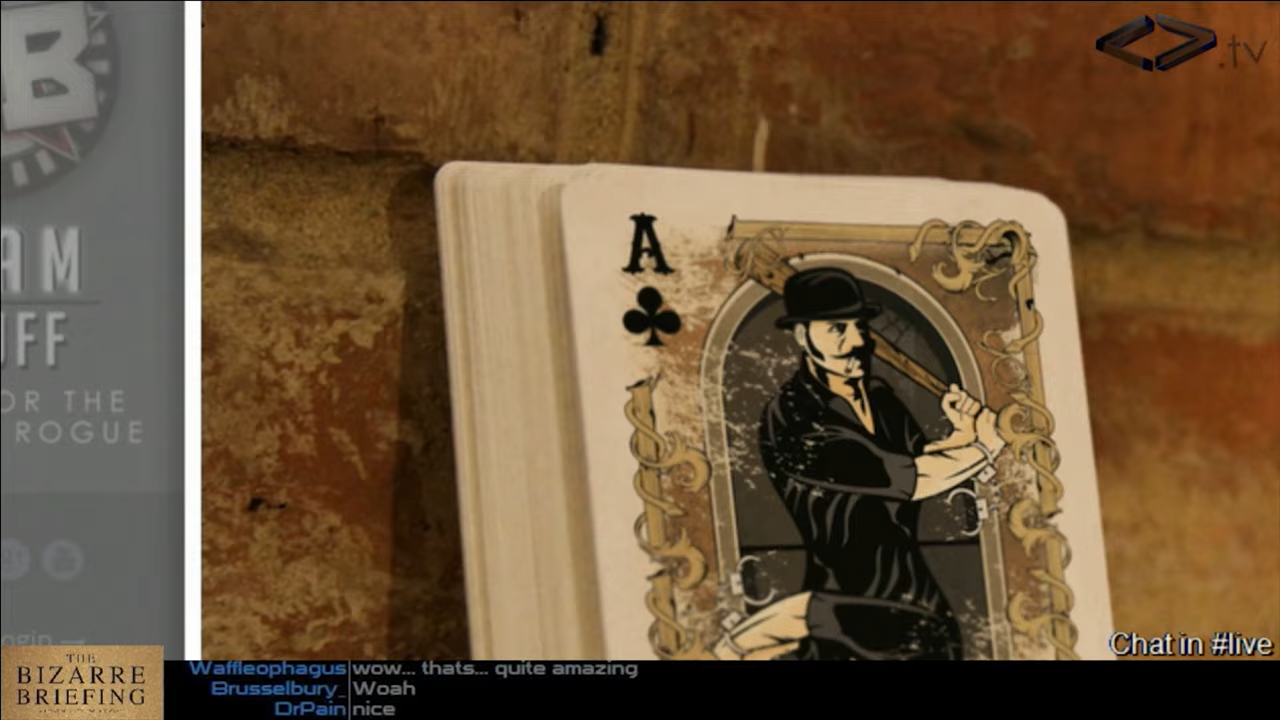 B
AM
UFF
OR THE
ROGUE
ogin →
.tv
A
Chat in #live
THE
BIZARRE
BRIEFING
Waffleophagus|wow... thats... quite amazing
Brusselbury_|Woah
DrPain|nice